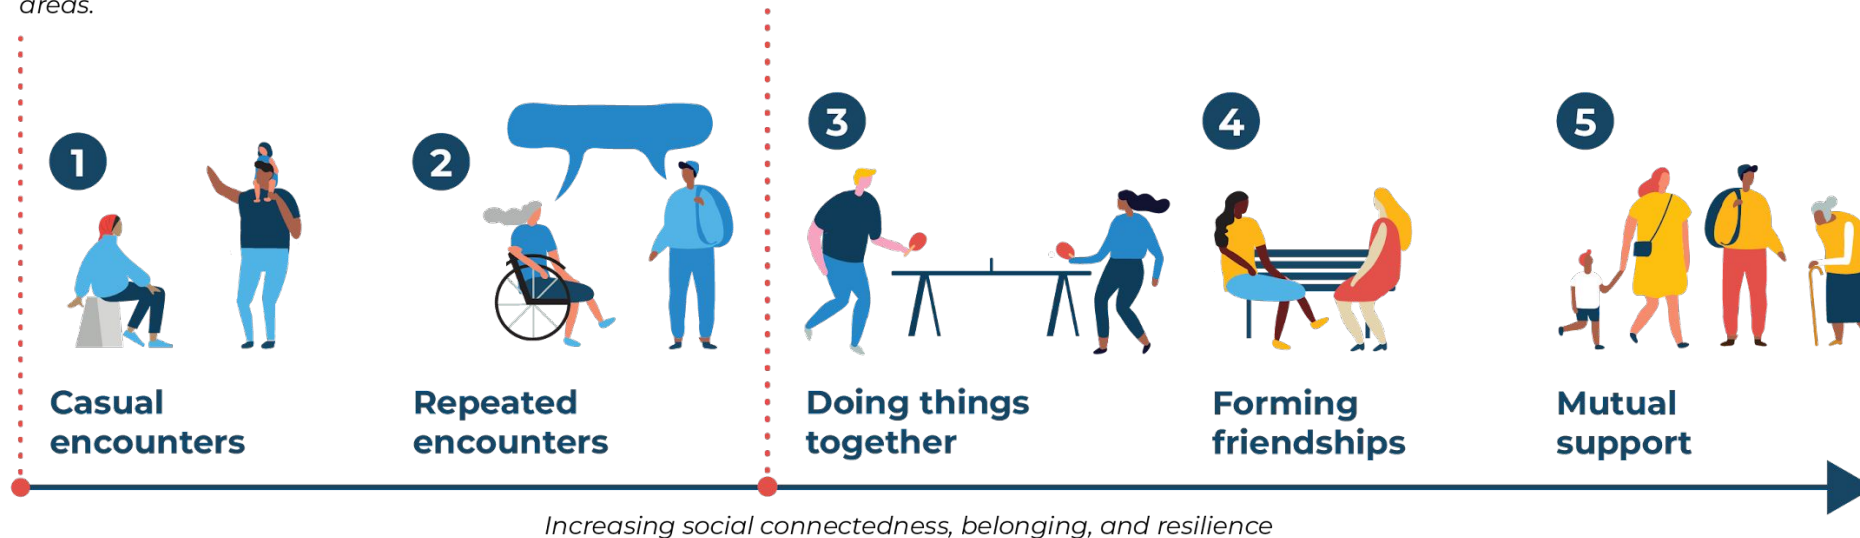 areas.
1
Casual
encounters
2
Repeated
encounters
3
Doing things
together
4
Forming
friendships
5
Mutual
support
Increasing social connectedness, belonging, and resilience